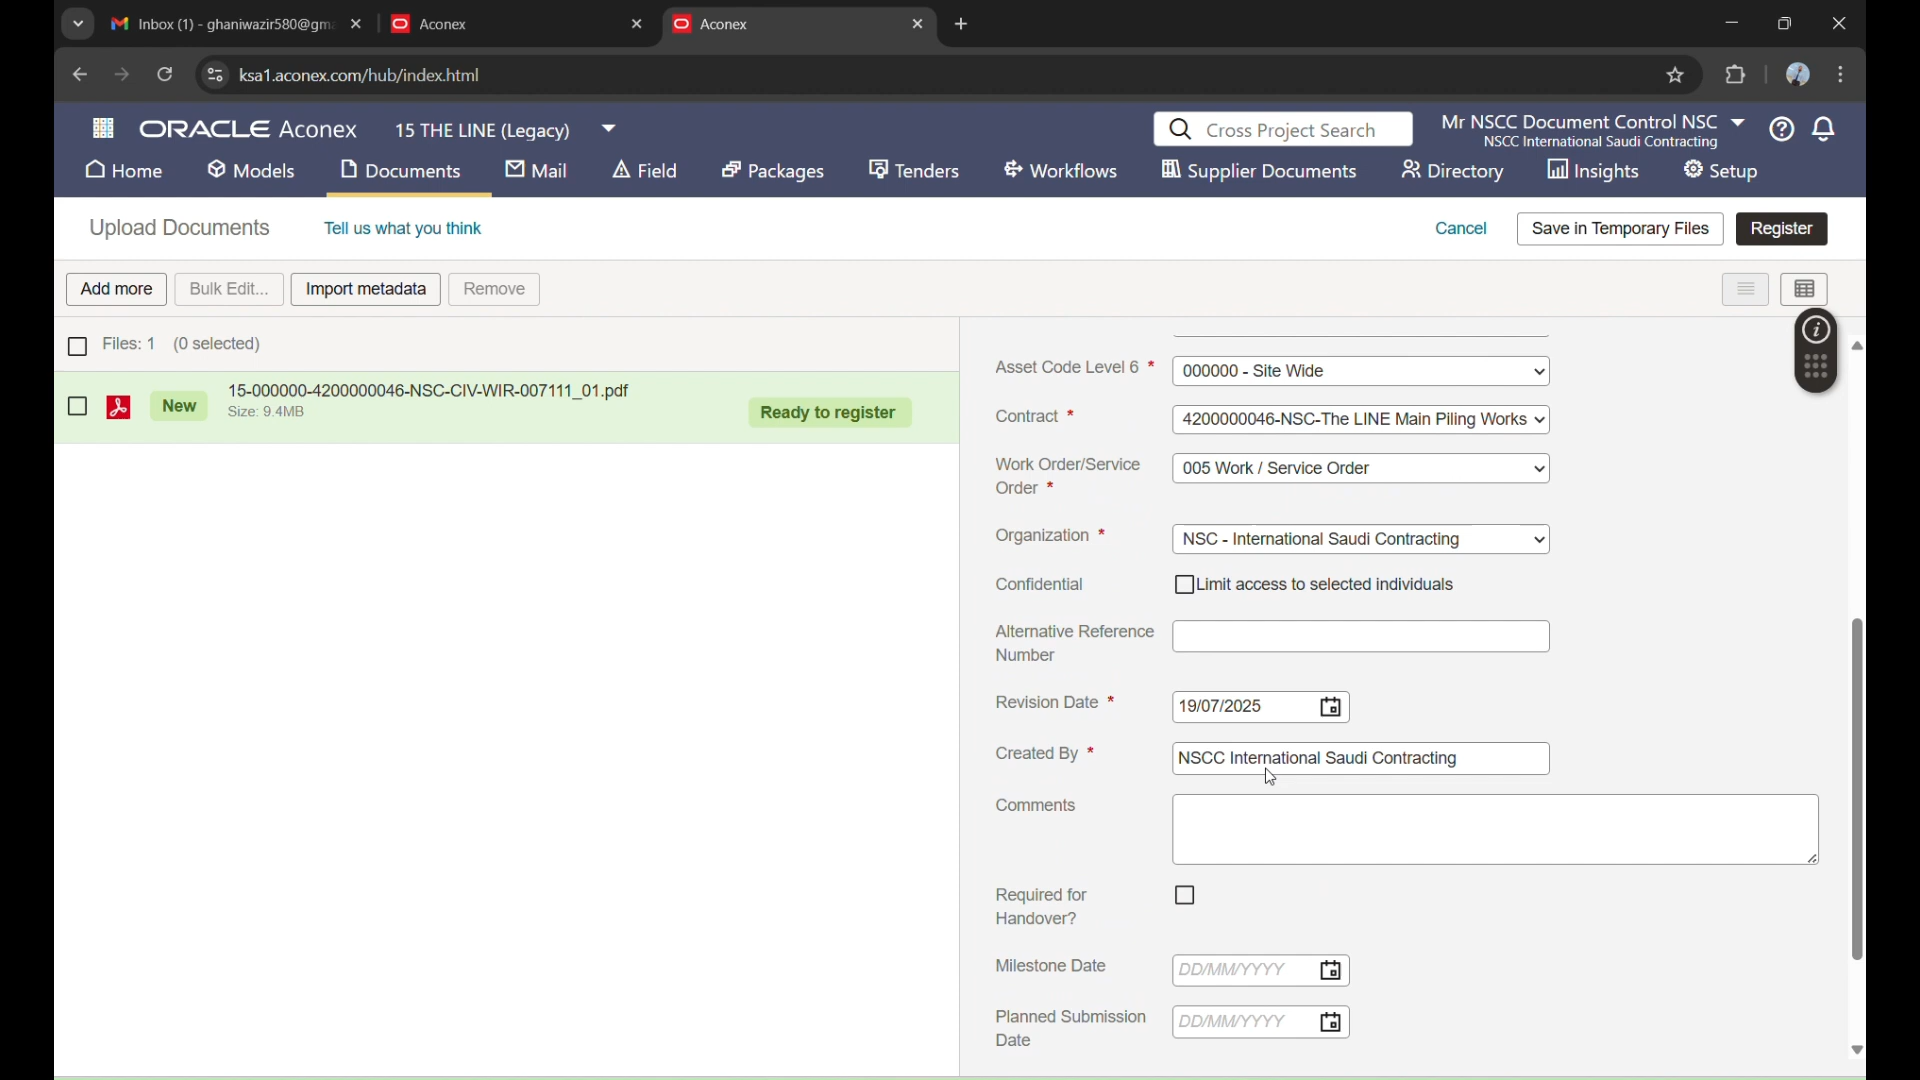 Inbox (1) - ghaniwazir580@gma
Aconex
Aconex
ksa1.aconex.com/hub/index.html
ORACLE Aconex
15 THE LINE (Legacy)
Cross Project Search
Mr NSCC Document Control NSC
NSCC International Saudi Contracting
Home
Models
Documents
Mail
Field
Packages
Tenders
Workflows
Supplier Documents
Directory
Insights
Setup
Upload Documents
Tell us what you think
Cancel
Save in Temporary Files
Register
Add more
Bulk Edit...
Import metadata
Remove
Files: 1 (0 selected)
New
15-000000-4200000046-NSC-CIV-WIR-007111_01.pdf
Size: 9.4MB
Ready to register
Asset Code Level 6 *
000000 - Site Wide
Contract *
4200000046-NSC-The LINE Main Piling Works
Work Order/Service
Order *
005 Work / Service Order
Organization *
NSC - International Saudi Contracting
Confidential
Limit access to selected individuals
Alternative Reference
Number
Revision Date *
19/07/2025
Created By *
NSCC International Saudi Contracting
Comments
Required for
Handover?
Milestone Date
DD/MM/YYYY
Planned Submission
Date
DD/MM/YYYY